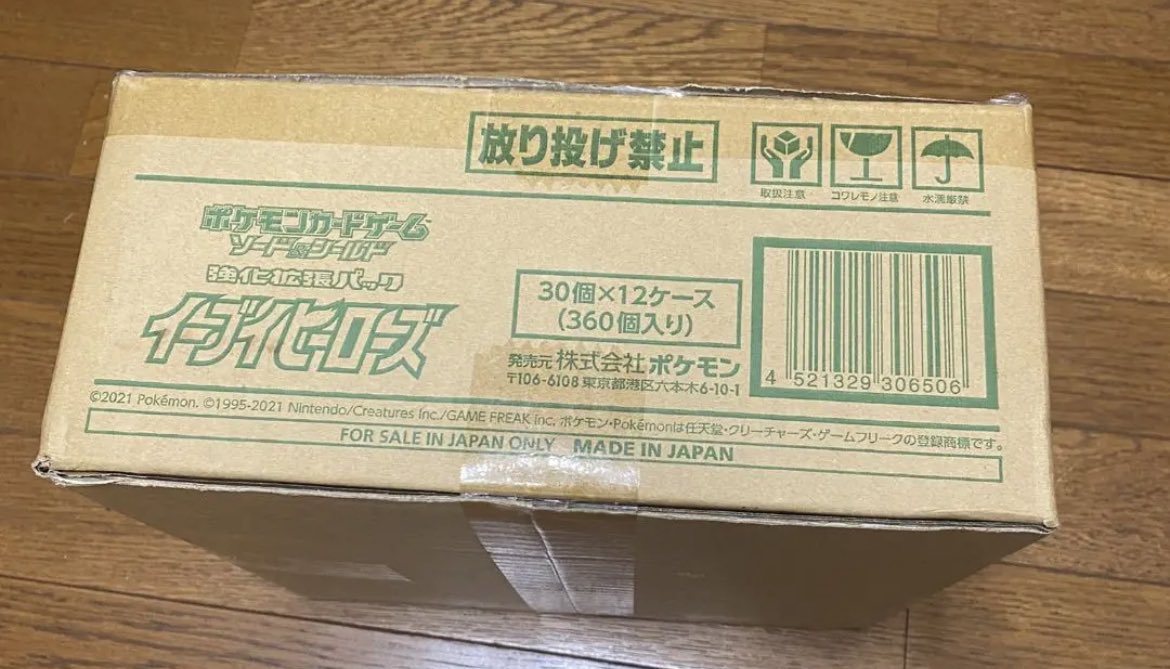 放り投げ禁止
取扱注意
コワレモノ注意
水濡厳禁
ポケモンカードゲーム
ソード&シールド
強化拡張パック
イーブイヒーローズ
30個×12ケース
(360個入り)
発売元 株式会社ポケモン
〒106-6108 東京都港区六本木6-10-1
4 521329 306506
©2021 Pokémon. ©1995-2021 Nintendo/Creatures Inc./GAME FREAK inc. ポケモン・Pokémonは任天堂・クリーチャーズ・ゲームフリークの登録商標です。
FOR SALE IN JAPAN ONLY MADE IN JAPAN